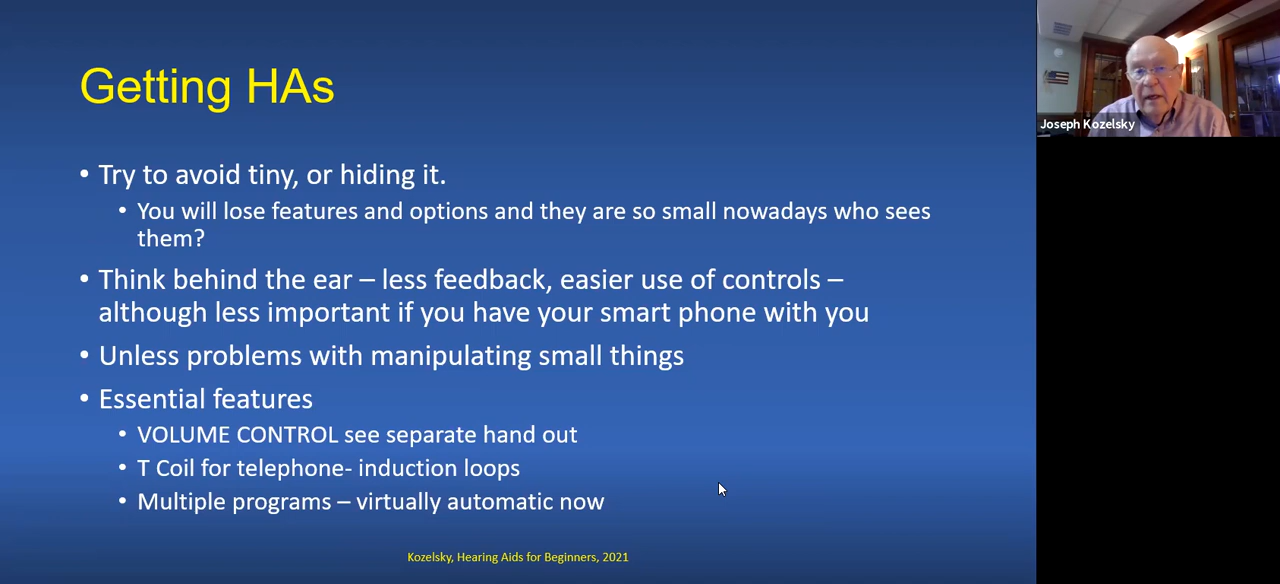 Getting HAs
• Try to avoid tiny, or hiding it.
• You will lose features and options and they are so small nowadays who sees
them?
• Think behind the ear – less feedback, easier use of controls –
although less important if you have your smart phone with you
• Unless problems with manipulating small things
• Essential features
• VOLUME CONTROL see separate hand out
• T Coil for telephone- induction loops
• Multiple programs – virtually automatic now
Kozelsky, Hearing Aids for Beginners, 2021
Joseph Kozelsky